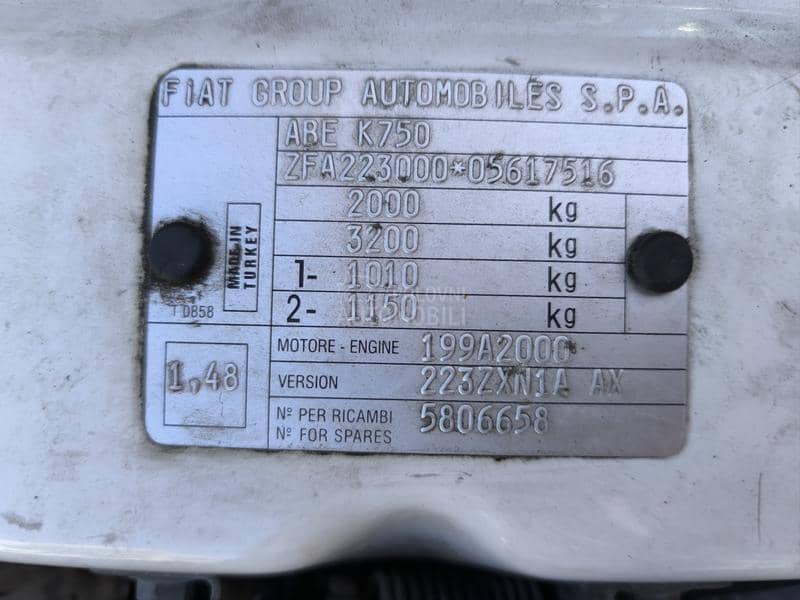 FIAT GROUP AUTOMOBILES S.P.A.
ABE K750
ZFA223000*05617516
2000 kg
3200 kg
1- 1010 kg
2- 1150 kg
MADE IN
TURKEY
D858
MOTORE - ENGINE 199A2000
1,48
VERSION 223ZXN1A AX
Nº PER RICAMBI
Nº FOR SPARES
5806658